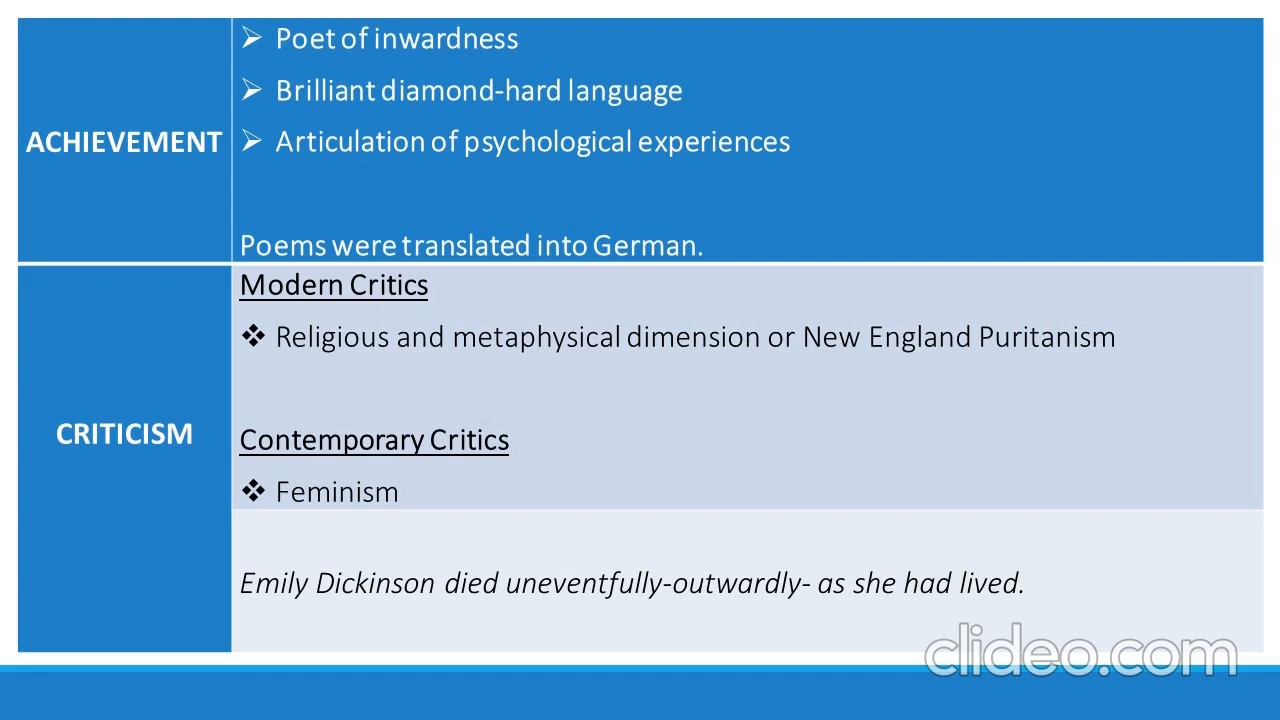 ACHIEVEMENT
➢ Poet of inwardness
➢ Brilliant diamond-hard language
➢ Articulation of psychological experiences
Poems were translated into German.
CRITICISM
Modern Critics
❖ Religious and metaphysical dimension or New England Puritanism
Contemporary Critics
❖ Feminism
Emily Dickinson died uneventfully-outwardly- as she had lived.
clideo.com